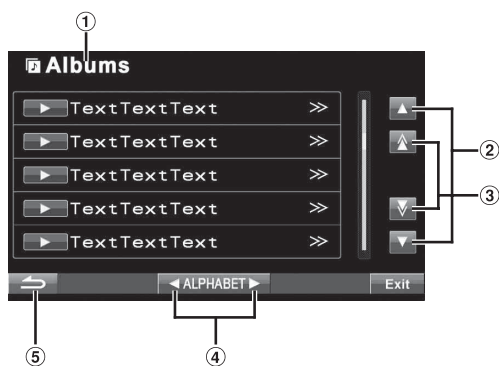 ①
Albums
TextTextText >>
TextTextText >>
TextTextText >>
TextTextText >>
TextTextText >>
②
③
◀ ALPHABET ▶
Exit
⑤
④